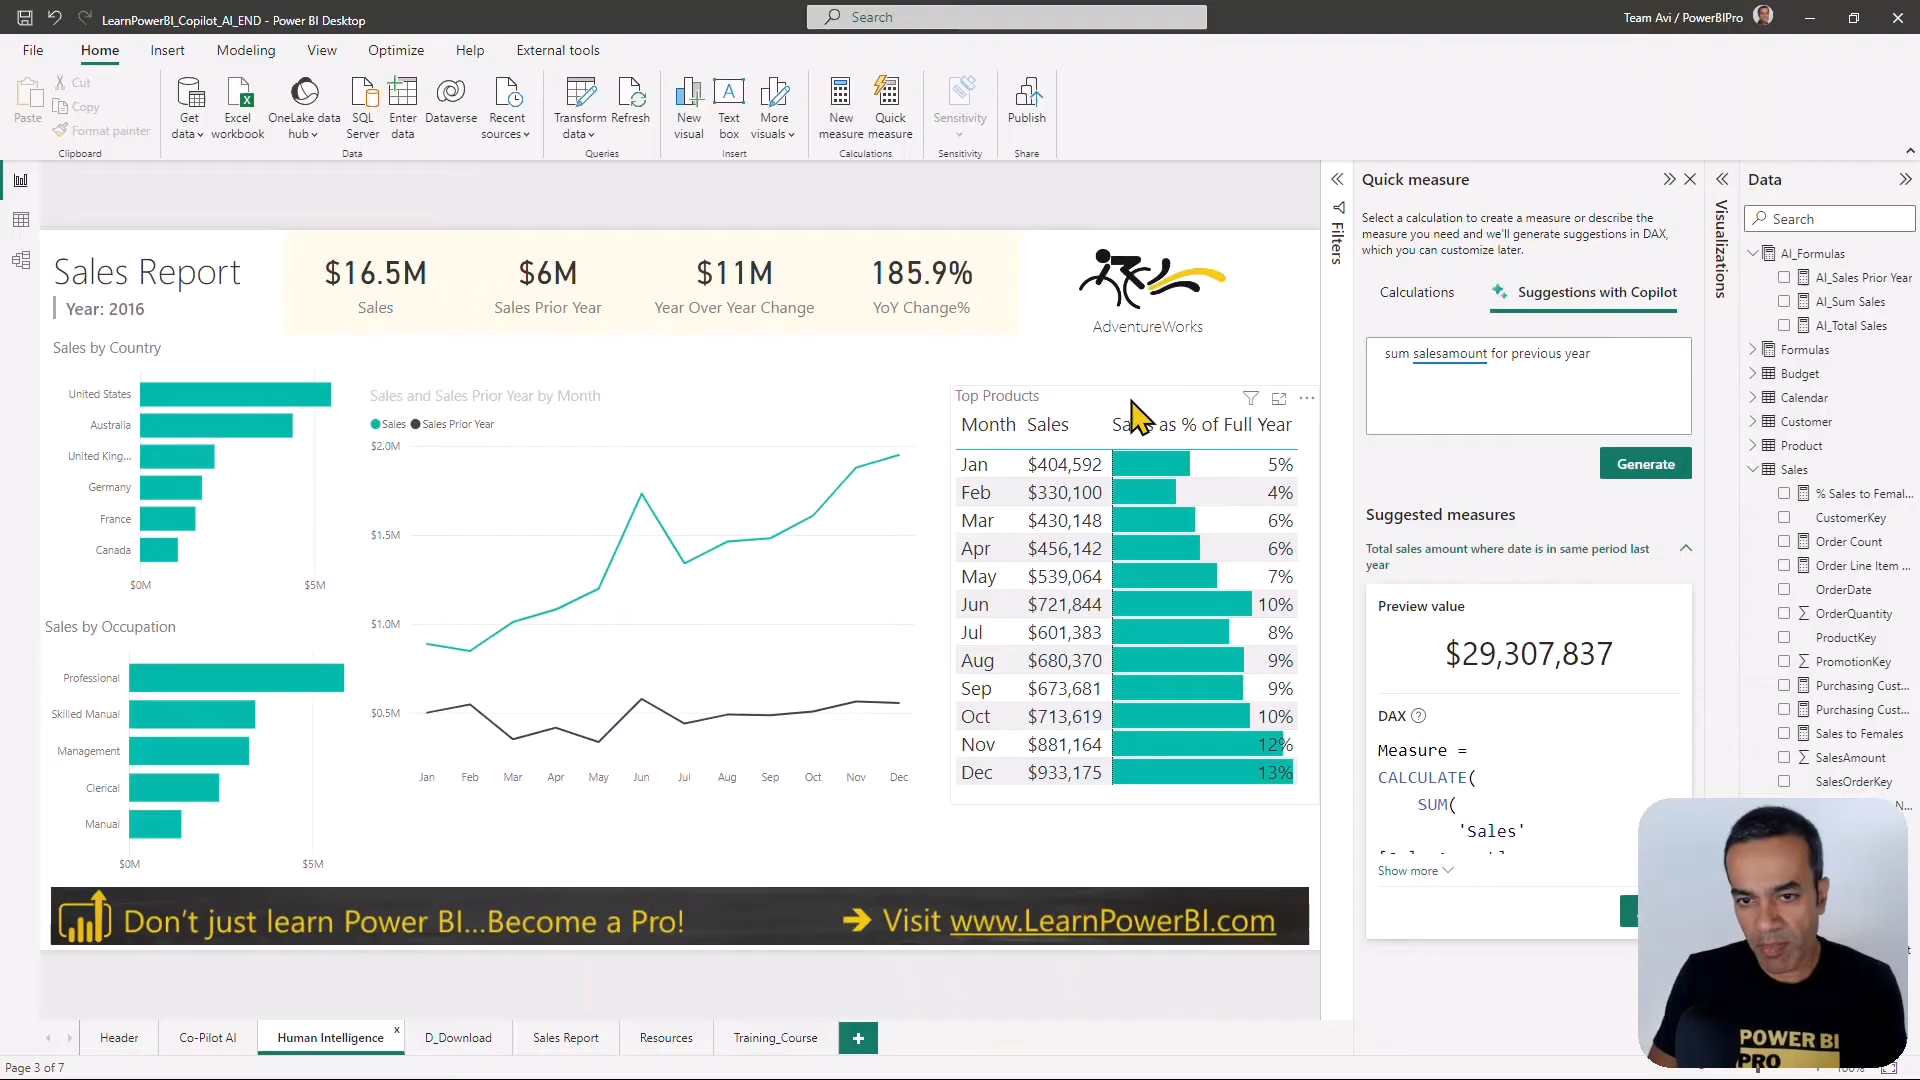 LearnPowerBI_Copilot_AI_END - Power BI Desktop
Search
Team Avi / PowerBIPro
File
Home
Insert
Modeling
View
Optimize
Help
External tools
Paste
Cut
Copy
Format painter
Clipboard
Get data
Excel workbook
OneLake data hub
SQL Server
Enter data
Dataverse
Recent sources
Data
Transform data
Refresh
Queries
New visual
Text box
More visuals
Insert
New measure
Quick measure
Calculations
Sensitivity
Sensitivity
Publish
Share
Sales Report
Year: 2016
$16.5M
Sales
$6M
Sales Prior Year
$11M
Year Over Year Change
185.9%
YoY Change%
AdventureWorks
Sales by Country
United States
Australia
United King...
Germany
France
Canada
$0M
$5M
Sales by Occupation
Professional
Skilled Manual
Management
Clerical
Manual
$0M
$5M
Sales and Sales Prior Year by Month
Sales
Sales Prior Year
$2.0M
$1.5M
$1.0M
$0.5M
Jan Feb Mar Apr May Jun Jul Aug Sep Oct Nov Dec
Top Products
Month Sales as % of Full Year
Jan $404,592 5%
Feb $330,100 4%
Mar $430,148 6%
Apr $456,142 6%
May $539,064 7%
Jun $721,844 10%
Jul $601,383 8%
Aug $680,370 9%
Sep $673,681 9%
Oct $713,619 10%
Nov $881,164 12%
Dec $933,175 13%
Don't just learn Power BI...Become a Pro!
Visit www.LearnPowerBI.com
Filters
Quick measure
Select a calculation to create a measure or describe the
measure you need and we'll generate suggestions in DAX,
which you can customize later.
Calculations
Suggestions with Copilot
sum salesamount for previous year
Generate
Suggested measures
Total sales amount where date is in same period last
year
Preview value
$29,307,837
DAX
Measure =
CALCULATE(
SUM(
'Sales'
Show more
Visualizations
Data
Search
AI_Formulas
AI_Sales Prior Year
AI_Sum Sales
AI_Total Sales
Formulas
Budget
Calendar
Customer
Product
Sales
% Sales to Femal...
CustomerKey
Order Count
Order Line Item ...
OrderDate
OrderQuantity
ProductKey
PromotionKey
Purchasing Cust...
Purchasing Cust...
Sales to Females
SalesAmount
SalesOrderKey
POWER BI
PRO
Header
Co-Pilot AI
Human Intelligence
D_Download
Sales Report
Resources
Training_Course
Page 3 of 7